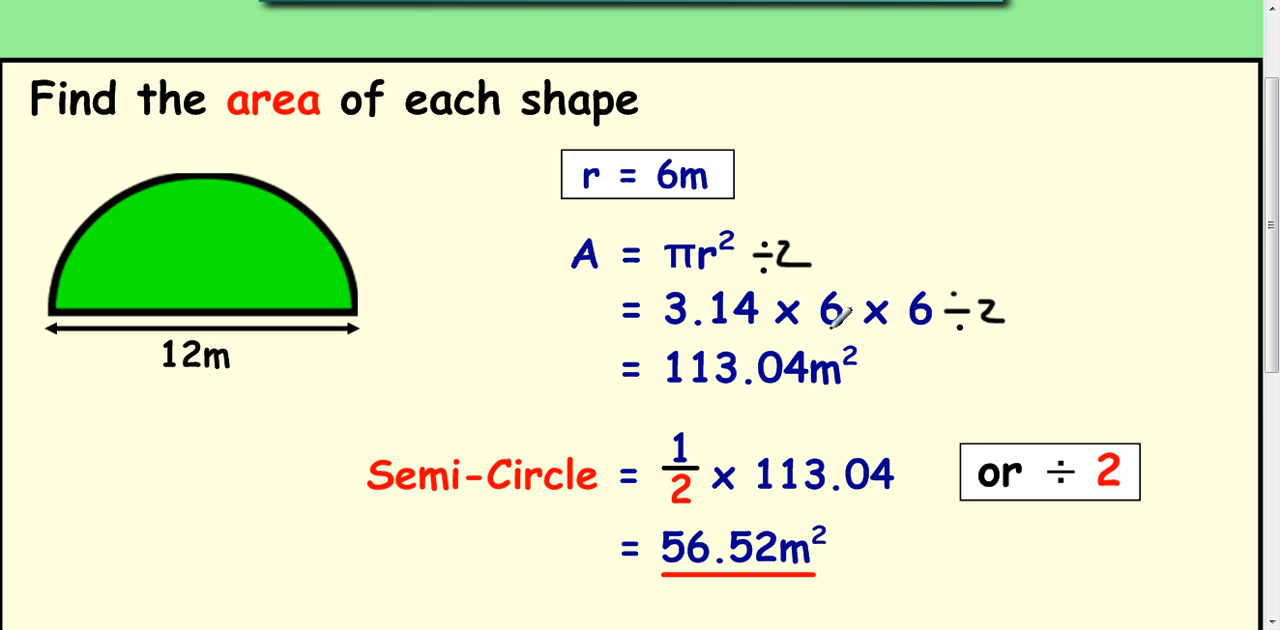 Find the area of each shape
r = 6m
A = πr² ÷2
= 3.14 x 6 x 6 ÷2
= 113.04m²
12m
Semi-Circle = 1/2 x 113.04
or ÷ 2
= 56.52m²